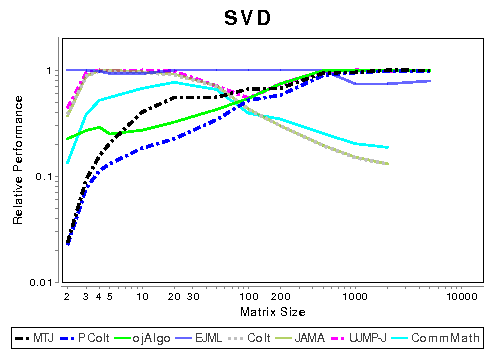 SVD
Relative Performance
1
0.1
0.01
2 3 4 5 10 20 30 100 200 1000 10000
Matrix Size
MTJ PColt ojAlgo EJML Colt JAMA UJMP-J CommMath